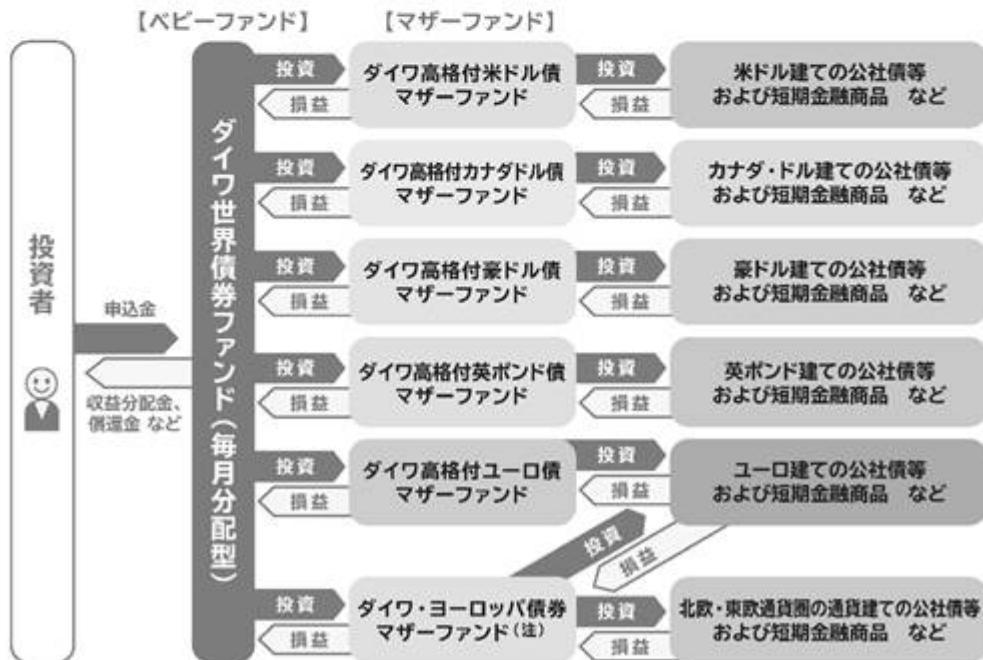 【ベビーファンド】
【マザーファンド】
投資者
申込金
収益分配金、
償還金 など
ダイワ世界債券ファンド(毎月分配型)
投資
損益
ダイワ高格付米ドル債
マザーファンド
投資
損益
米ドル建ての公社債等
および短期金融商品 など
投資
損益
ダイワ高格付カナダドル債
マザーファンド
投資
損益
カナダ・ドル建ての公社債等
および短期金融商品 など
投資
損益
ダイワ高格付豪ドル債
マザーファンド
投資
損益
豪ドル建ての公社債等
および短期金融商品 など
投資
損益
ダイワ高格付英ポンド債
マザーファンド
投資
損益
英ポンド建ての公社債等
および短期金融商品 など
投資
損益
ダイワ高格付ユーロ債
マザーファンド
投資
損益
ユーロ建ての公社債等
および短期金融商品 など
投資
損益
投資
損益
ダイワ・ヨーロッパ債券
マザーファンド(注)
投資
損益
北欧・東欧通貨圏の通貨建ての公社債等
および短期金融商品 など